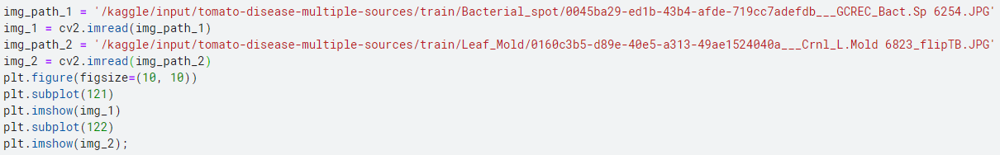 img_path_1 = '/kaggle/input/tomato-disease-multiple-sources/train/Bacterial_spot/0045ba29-ed1b-43b4-afde-719cc7adefdb___GCREC_Bact.Sp 6254.JPG'
img_1 = cv2.imread(img_path_1)
img_path_2 = '/kaggle/input/tomato-disease-multiple-sources/train/Leaf_Mold/0160c3b5-d89e-40e5-a313-49ae1524040a___Crnl_L.Mold 6823_flipTB.JPG'
img_2 = cv2.imread(img_path_2)
plt.figure(figsize=(10, 10))
plt.subplot(121)
plt.imshow(img_1)
plt.subplot(122)
plt.imshow(img_2);